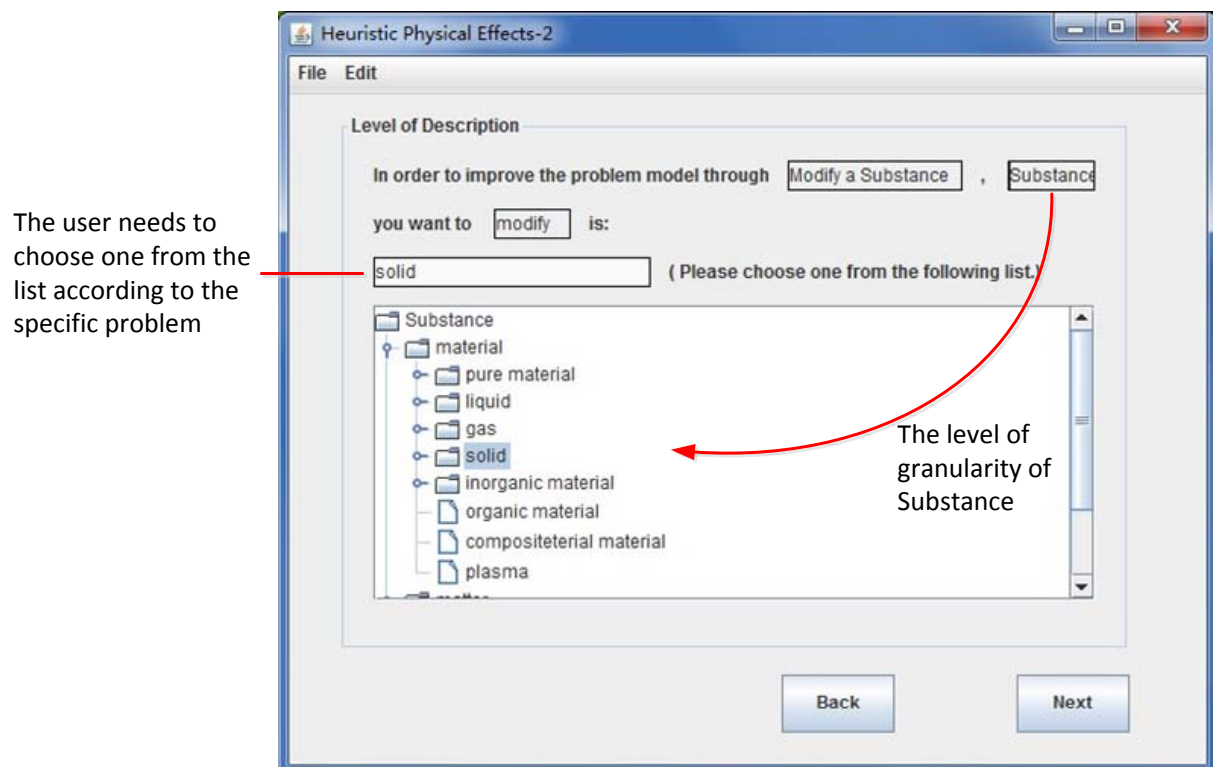 Heuristic Physical Effects-2
File Edit
Level of Description
In order to improve the problem model through Modify a Substance , Substance
you want to modify is:
solid ( Please choose one from the following list.)
The user needs to
choose one from the
list according to the
specific problem
Substance
material
pure material
liquid
gas
solid
inorganic material
organic material
compositeterial material
plasma
The level of
granularity of
Substance
Back Next